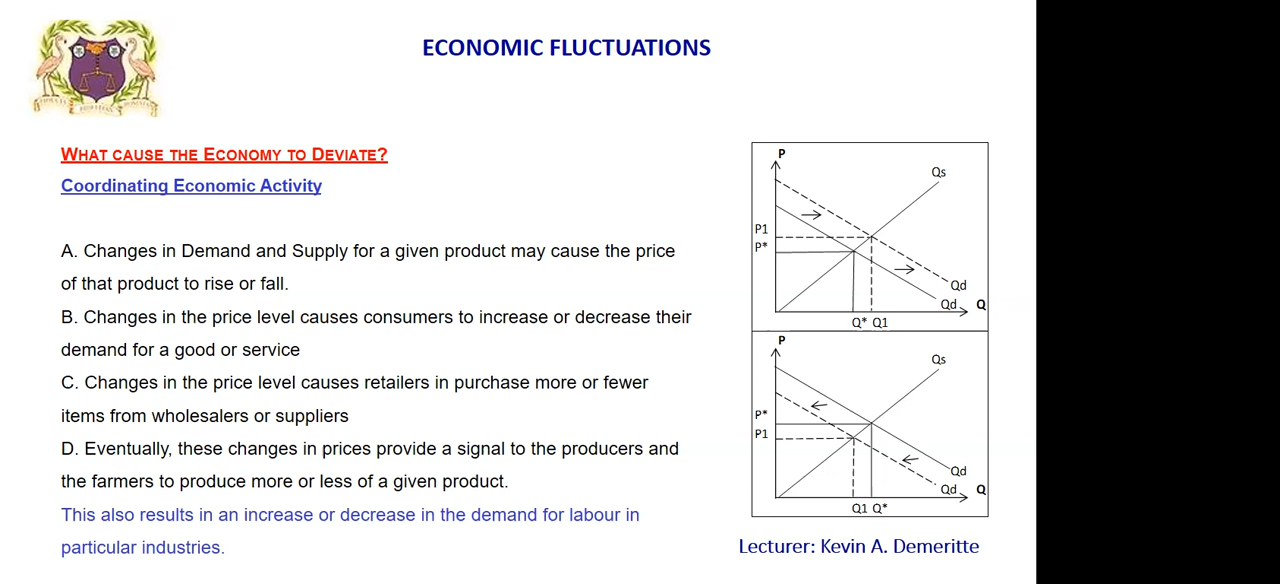 ECONOMIC FLUCTUATIONS
WHAT CAUSE THE ECONOMY TO DEVIATE?
Coordinating Economic Activity
A. Changes in Demand and Supply for a given product may cause the price
of that product to rise or fall.
B. Changes in the price level causes consumers to increase or decrease their
demand for a good or service
C. Changes in the price level causes retailers in purchase more or fewer
items from wholesalers or suppliers
D. Eventually, these changes in prices provide a signal to the producers and
the farmers to produce more or less of a given product.
This also results in an increase or decrease in the demand for labour in
particular industries.
P
Qs
P1
P*
Qd
Qd Q
Q* Q1
P
Qs
P*
P1
Qd
Qd Q
Q1 Q*
Lecturer: Kevin A. Demeritte